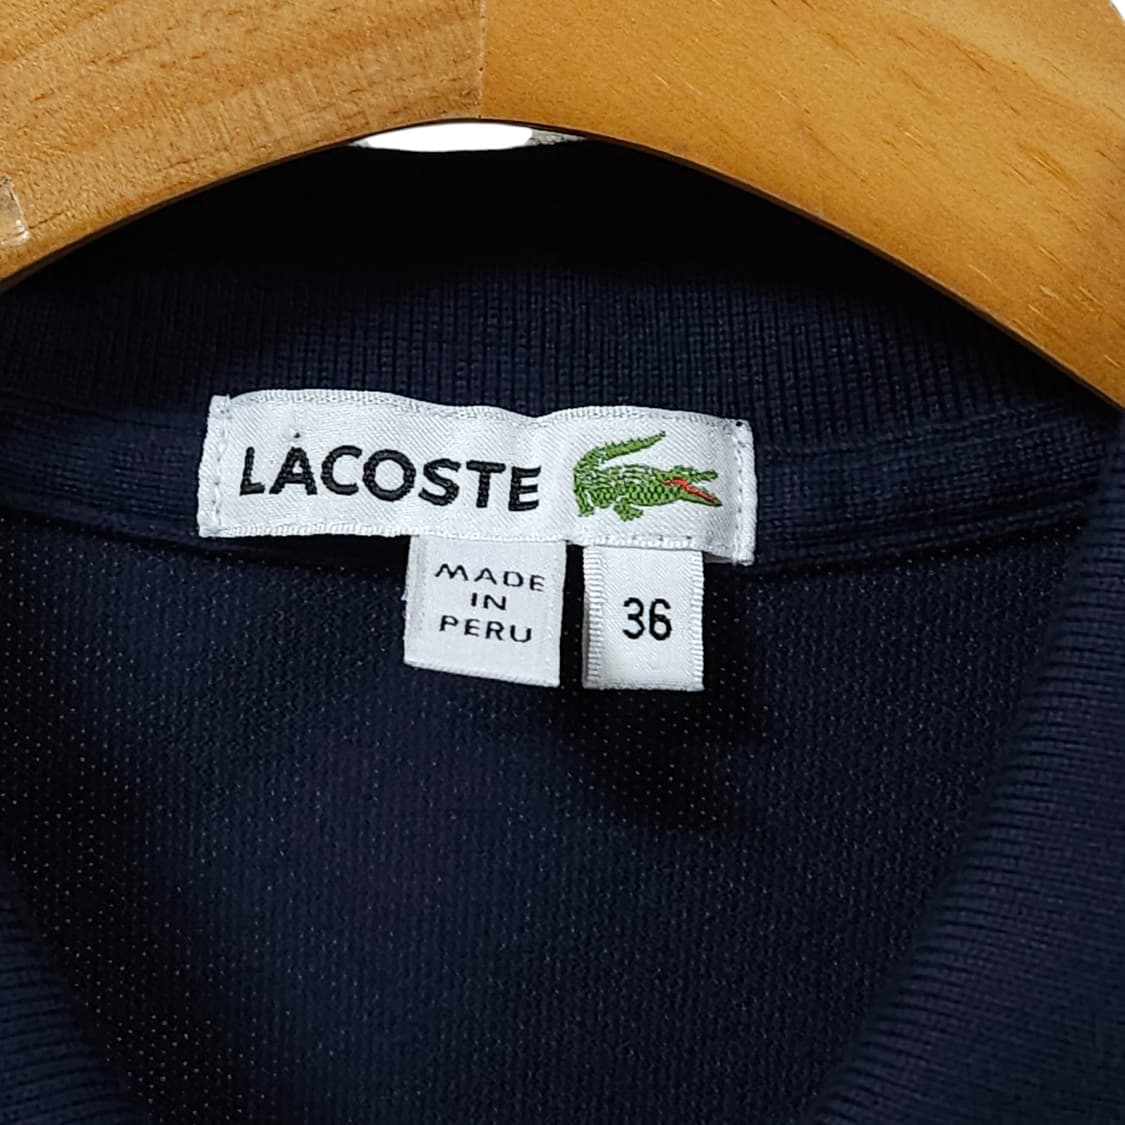 LACOSTE
MADE
IN
PERU
36